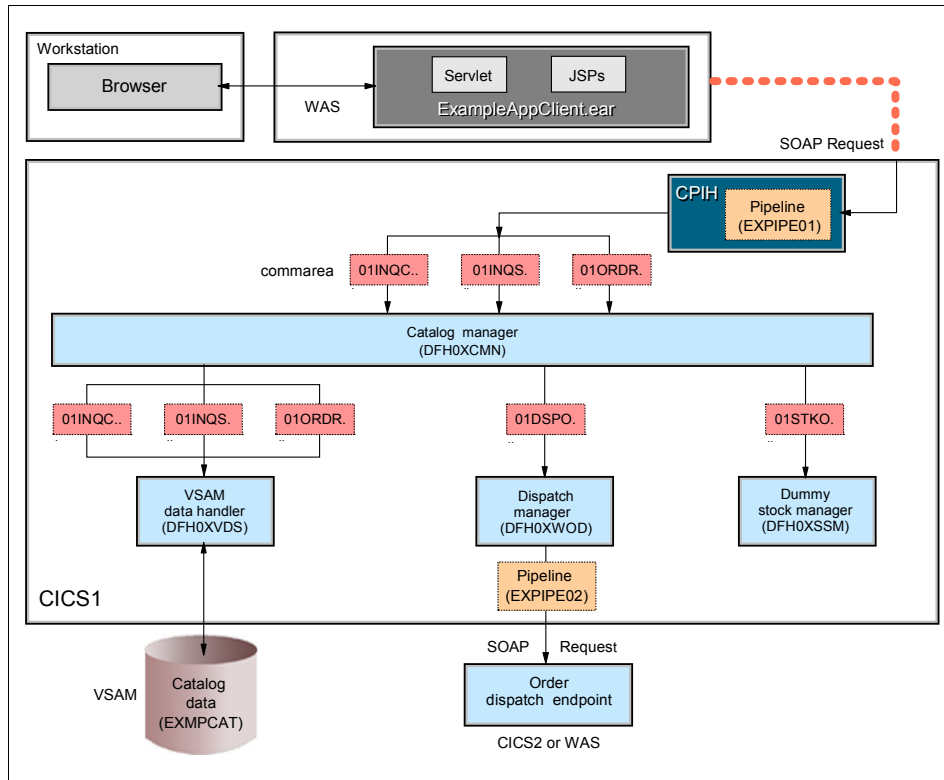 Workstation
Browser
WAS
Servlet
JSPs
ExampleAppClient.ear
SOAP Request
CPIH
Pipeline
(EXPIPE01)
commarea
01INQC..
01INQS.
01ORDR.
Catalog manager
(DFH0XCMN)
01INQC..
01INQS.
01ORDR.
01DSPO.
01STKO.
VSAM
data handler
(DFH0XVDS)
Dispatch
manager
(DFH0XWOD)
Dummy
stock manager
(DFH0XSSM)
Pipeline
(EXPIPE02)
CICS1
SOAP Request
VSAM
Catalog
data
(EXMPCAT)
Order
dispatch endpoint
CICS2 or WAS